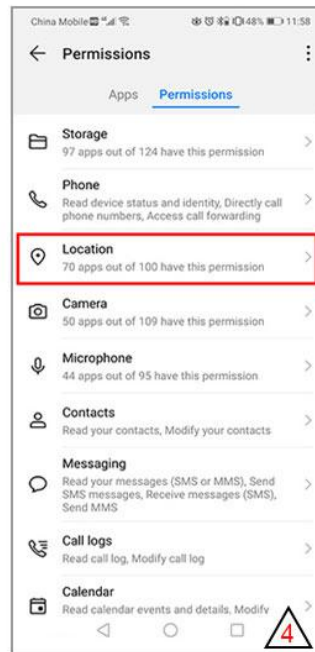 China Mobile 48% 11:58
Permissions
Apps Permissions
Storage
97 apps out of 124 have this permission
Phone
Read device status and identity, Directly call
phone numbers, Access call forwarding
Location
70 apps out of 100 have this permission
Camera
50 apps out of 109 have this permission
Microphone
44 apps out of 95 have this permission
Contacts
Read your contacts, Modify your contacts
Messaging
Read your messages (SMS or MMS), Send
SMS messages, Receive messages (SMS),
Send MMS
Call logs
Read call log, Modify call log
Calendar
Read calendar events and details, Modify
4